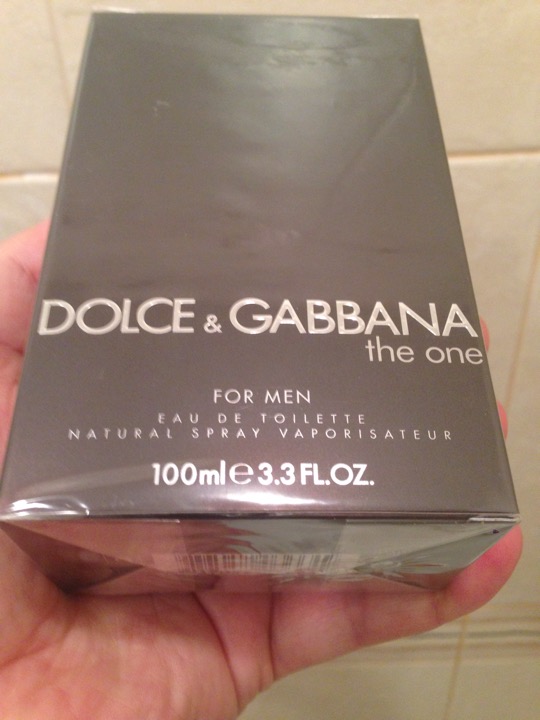 DOLCE & GABBANA
the one
FOR MEN
EAU DE TOILETTE
NATURAL SPRAY VAPORISATEUR
100ml e 3.3 FL.OZ.